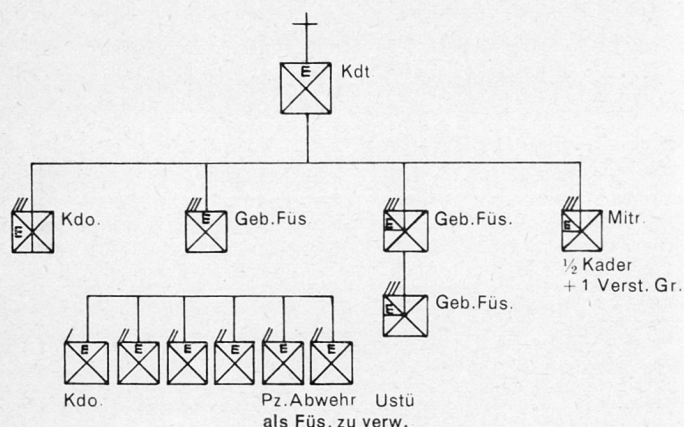 E
Kdt
E Kdo.
E Geb.Füs
E Geb.Füs.
E Mitr.
½ Kader
+ 1 Verst. Gr.
E Geb.Füs.
E E E E E E
Kdo. Pz.Abwehr Ustü
als Füs. zu verw.